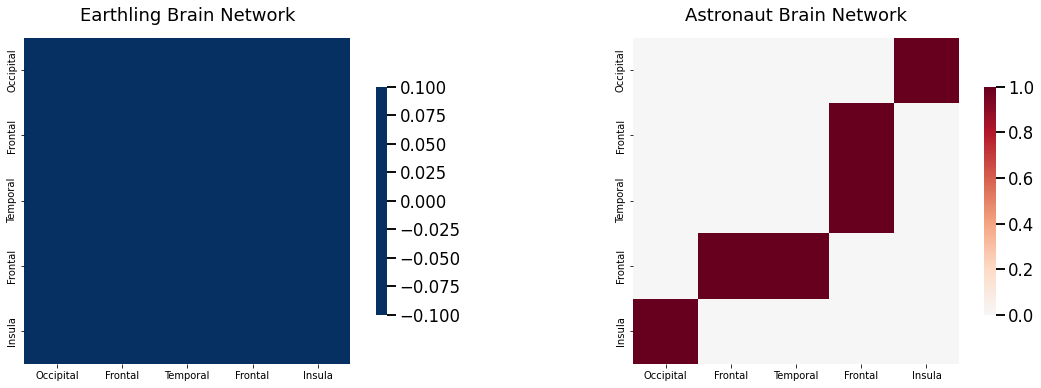 Earthling Brain Network
Occipital
Frontal
Temporal
Frontal
Insula
Occipital Frontal Temporal Frontal Insula
0.100
0.075
0.050
0.025
0.000
−0.025
−0.050
−0.075
−0.100
Astronaut Brain Network
Occipital
Frontal
Temporal
Frontal
Insula
Occipital Frontal Temporal Frontal Insula
1.0
0.8
0.6
0.4
0.2
0.0